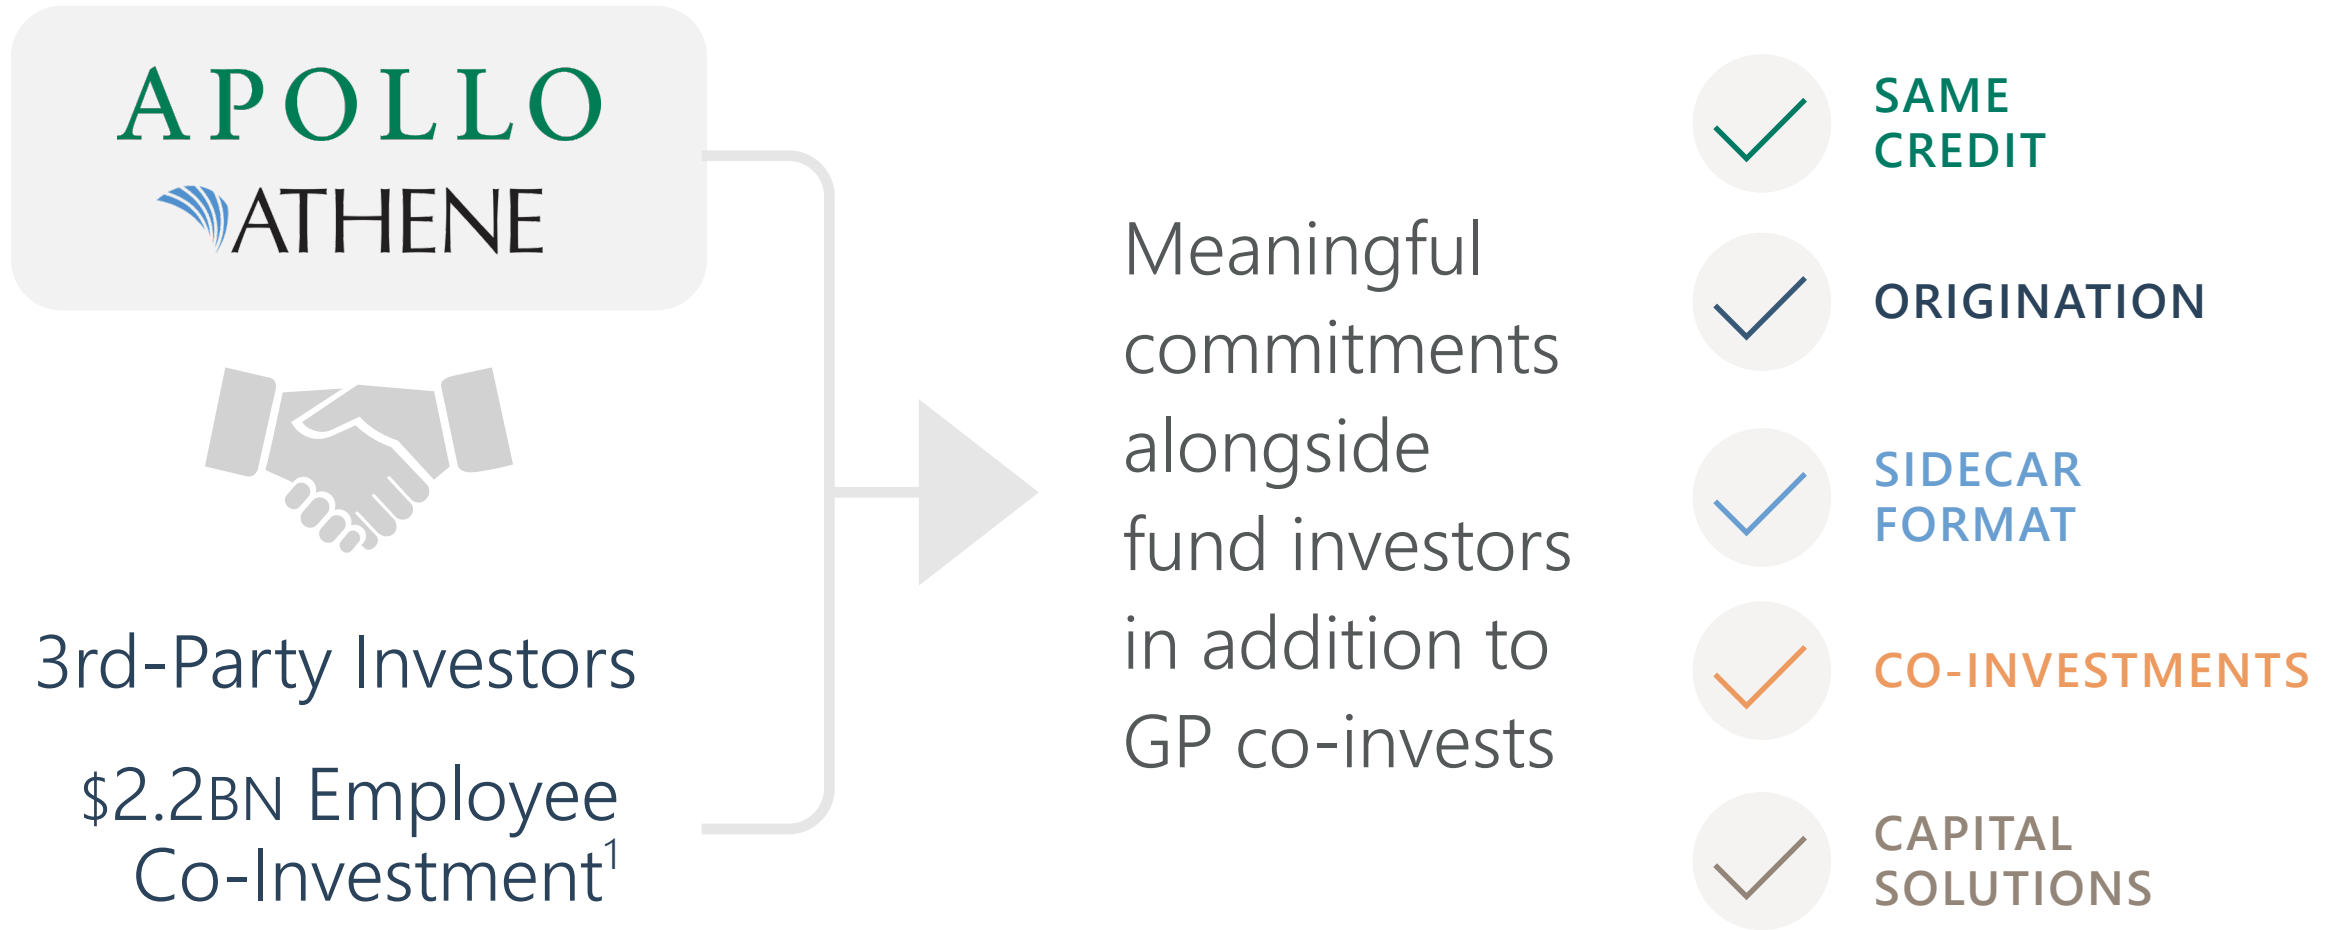 APOLLO
ATHENE
3rd-Party Investors
$2.2BN Employee
Co-Investment¹
Meaningful
commitments
alongside
fund investors
in addition to
GP co-invests
SAME
CREDIT
ORIGINATION
SIDECAR
FORMAT
CO-INVESTMENTS
CAPITAL
SOLUTIONS